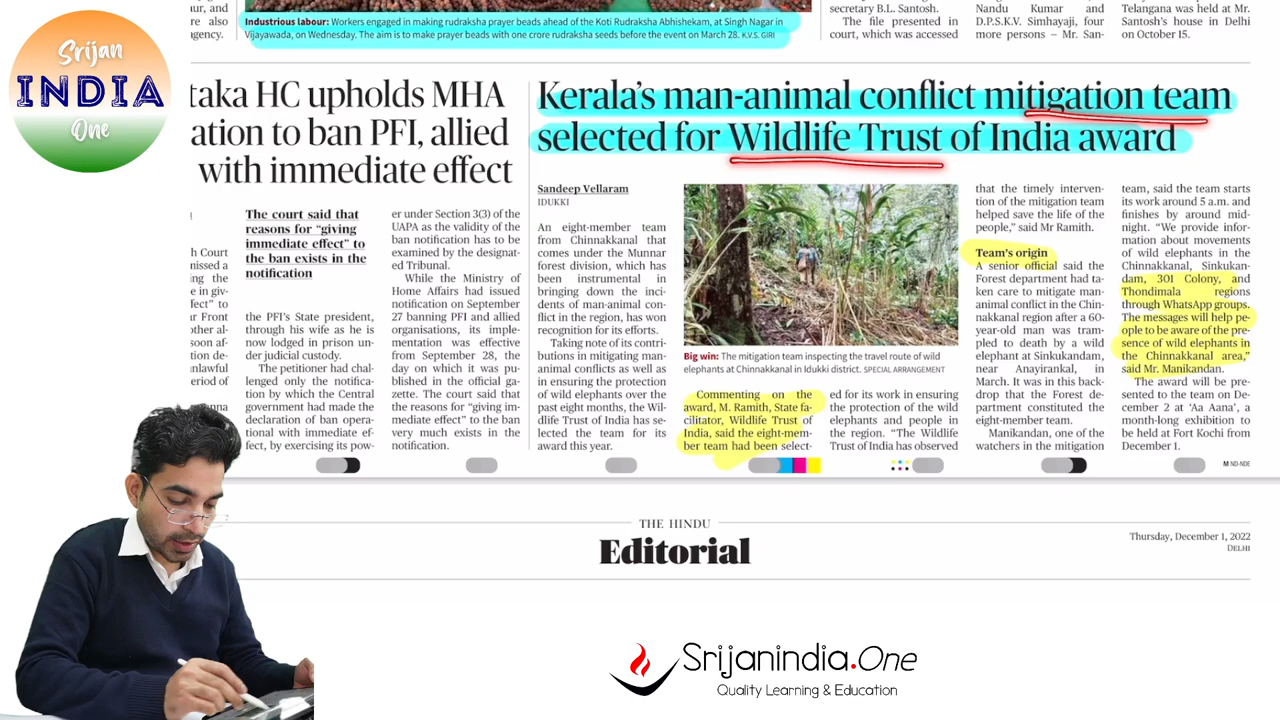 Srijan
INDIA
One
ur, and
re also
gency.
Industrious labour: Workers engaged in making rudraksha prayer beads ahead of the Koti Rudraksha Abhishekam, at Singh Nagar in
Vijayawada, on Wednesday. The aim is to make prayer beads with one crore rudraksha seeds before the event on March 28. K.V.S. GIRI
secretary B.L. Santosh.
The file presented in
court, which was accessed
Nandu Kumar and
D.P.S.K.V. Simhayaji, four
more persons – Mr. San-
Telangana was held at Mr.
Santosh's house in Delhi
on October 15.
taka HC upholds MHA
ation to ban PFI, allied
with immediate effect
h Court
nissed a
ng the
e in giv-
fect" to
r Front
other al-
soon af-
tion de-
nlawful
eriod of
The court said that
reasons for "giving
immediate effect" to
the ban exists in the
notification
the PFI's State president,
through his wife as he is
now lodged in prison un-
der judicial custody.
The petitioner had chal-
lenged only the notifica-
tion by which the Central
government had made the
declaration of ban opera-
tional with immediate ef-
fect, by exercising its pow-
er under Section 3(3) of the
UAPA as the validity of the
ban notification has to be
examined by the designat-
ed Tribunal.
While the Ministry of
Home Affairs had issued
notification on September
27 banning PFI and allied
organisations, its imple-
mentation was effective
from September 28, the
day on which it was pu-
blished in the official ga-
zette. The court said that
the reasons for "giving im-
mediate effect" to the ban
very much exists in the
notification.
Kerala's man-animal conflict mitigation team
selected for Wildlife Trust of India award
Sandeep Vellaram
IDUKKI
An eight-member team
from Chinnakkanal that
comes under the Munnar
forest division, which has
been instrumental in
bringing down the inci-
dents of man-animal con-
flict in the region, has won
recognition for its efforts.
Taking note of its contri-
butions in mitigating man-
animal conflicts as well as
in ensuring the protection
of wild elephants over the
past eight months, the Wil-
dlife Trust of India has se-
lected the team for its
award this year.
Big win: The mitigation team inspecting the travel route of wild
elephants at Chinnakkanal in Idukki district. SPECIAL ARRANGEMENT
Commenting on the
award, M. Ramith, State fa-
cilitator, Wildlife Trust of
India, said the eight-mem-
ber team had been select-
ed for its work in ensuring
the protection of the wild
elephants and people in
the region. "The Wildlife
Trust of India has observed
that the timely interven-
tion of the mitigation team
helped save the life of the
people," said Mr Ramith.
Team's origin
A senior official said the
Forest department had ta-
ken care to mitigate man-
animal conflict in the Chin-
nakkanal region after a 60-
year-old man was tram-
pled to death by a wild
elephant at Sinkukandam,
near Anayirankal, in
March. It was in this back-
drop that the Forest de-
partment constituted the
eight-member team.
Manikandan, one of the
watchers in the mitigation
team, said the team starts
its work around 5 a.m. and
finishes by around mid-
night. "We provide infor-
mation about movements
of wild elephants in the
Chinnakkanal, Sinkukan-
dam, 301 Colony, and
Thondimala regions
through WhatsApp groups.
The messages will help pe-
ople to be aware of the pre-
sence of wild elephants in
the Chinnakkanal area,"
said Mr. Manikandan.
The award will be pre-
sented to the team on De-
cember 2 at 'Aa Aana', a
month-long exhibition to
be held at Fort Kochi from
December 1.
M ND-NDE
THE HINDU
Editorial
Thursday, December 1, 2022
DELHI
Srijanindia.One
Quality Learning & Education